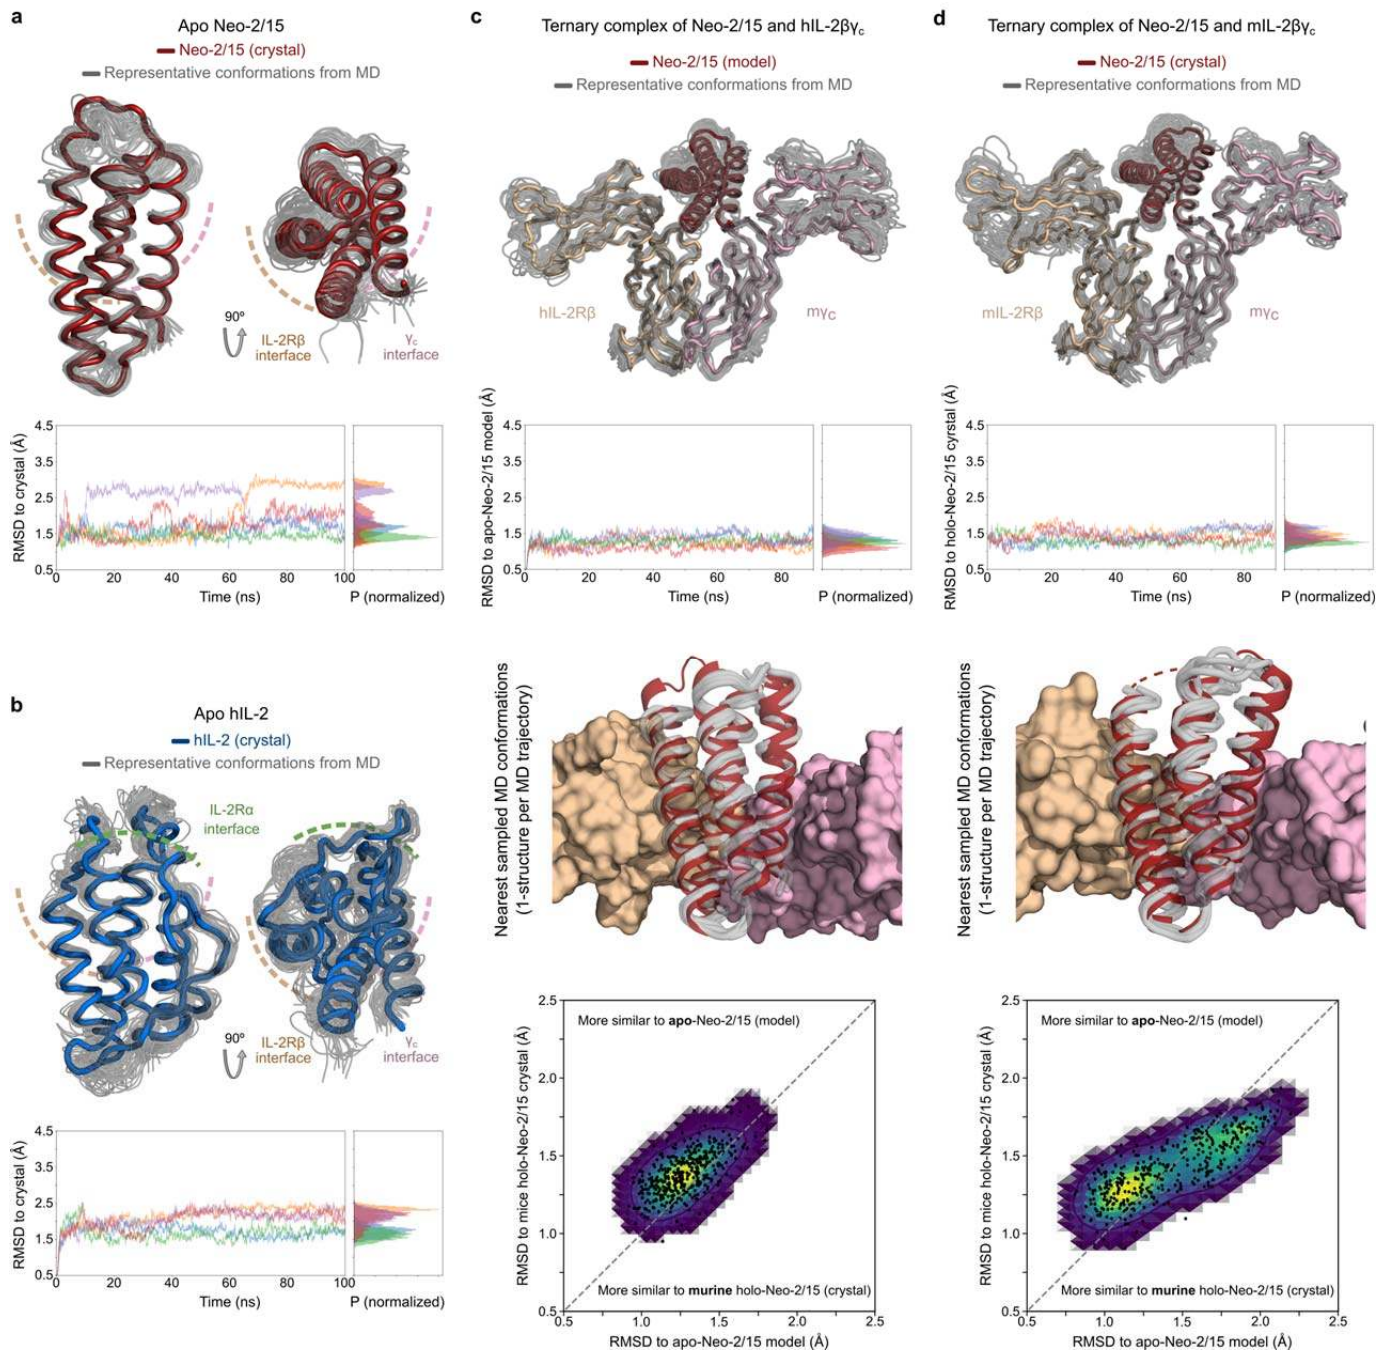 a
Apo Neo-2/15
Neo-2/15 (crystal)
Representative conformations from MD
90º
IL-2Rβ
interface
γc
interface
RMSD to crystal (Å)
4.5
3.5
2.5
1.5
0.5
0
20
40
60
80
100
Time (ns)
P (normalized)
b
Apo hIL-2
hIL-2 (crystal)
Representative conformations from MD
IL-2Rα
interface
90º
IL-2Rβ
interface
γc
interface
RMSD to crystal (Å)
4.5
3.5
2.5
1.5
0.5
0
20
40
60
80
100
Time (ns)
P (normalized)
c
Ternary complex of Neo-2/15 and hIL-2βγc
Neo-2/15 (model)
Representative conformations from MD
hIL-2Rβ
mγc
RMSD to apo-Neo-2/15 model (Å)
4.5
3.5
2.5
1.5
0.5
0
20
40
60
80
Time (ns)
P (normalized)
Nearest sampled MD conformations
(1-structure per MD trajectory)
RMSD to mice holo-Neo-2/15 crystal (Å)
2.5
2.0
1.5
1.0
0.5
More similar to apo-Neo-2/15 (model)
More similar to murine holo-Neo-2/15 (crystal)
0.5
1.0
1.5
2.0
2.5
RMSD to apo-Neo-2/15 model (Å)
d
Ternary complex of Neo-2/15 and mIL-2βγc
Neo-2/15 (crystal)
Representative conformations from MD
mIL-2Rβ
mγc
RMSD to holo-Neo-2/15 cyrstal (Å)
4.5
3.5
2.5
1.5
0.5
0
20
40
60
80
Time (ns)
P (normalized)
Nearest sampled MD conformations
(1-structure per MD trajectory)
RMSD to mice holo-Neo-2/15 crystal (Å)
2.5
2.0
1.5
1.0
0.5
More similar to apo-Neo-2/15 (model)
More similar to murine holo-Neo-2/15 (crystal)
0.5
1.0
1.5
2.0
2.5
RMSD to apo-Neo-2/15 model (Å)